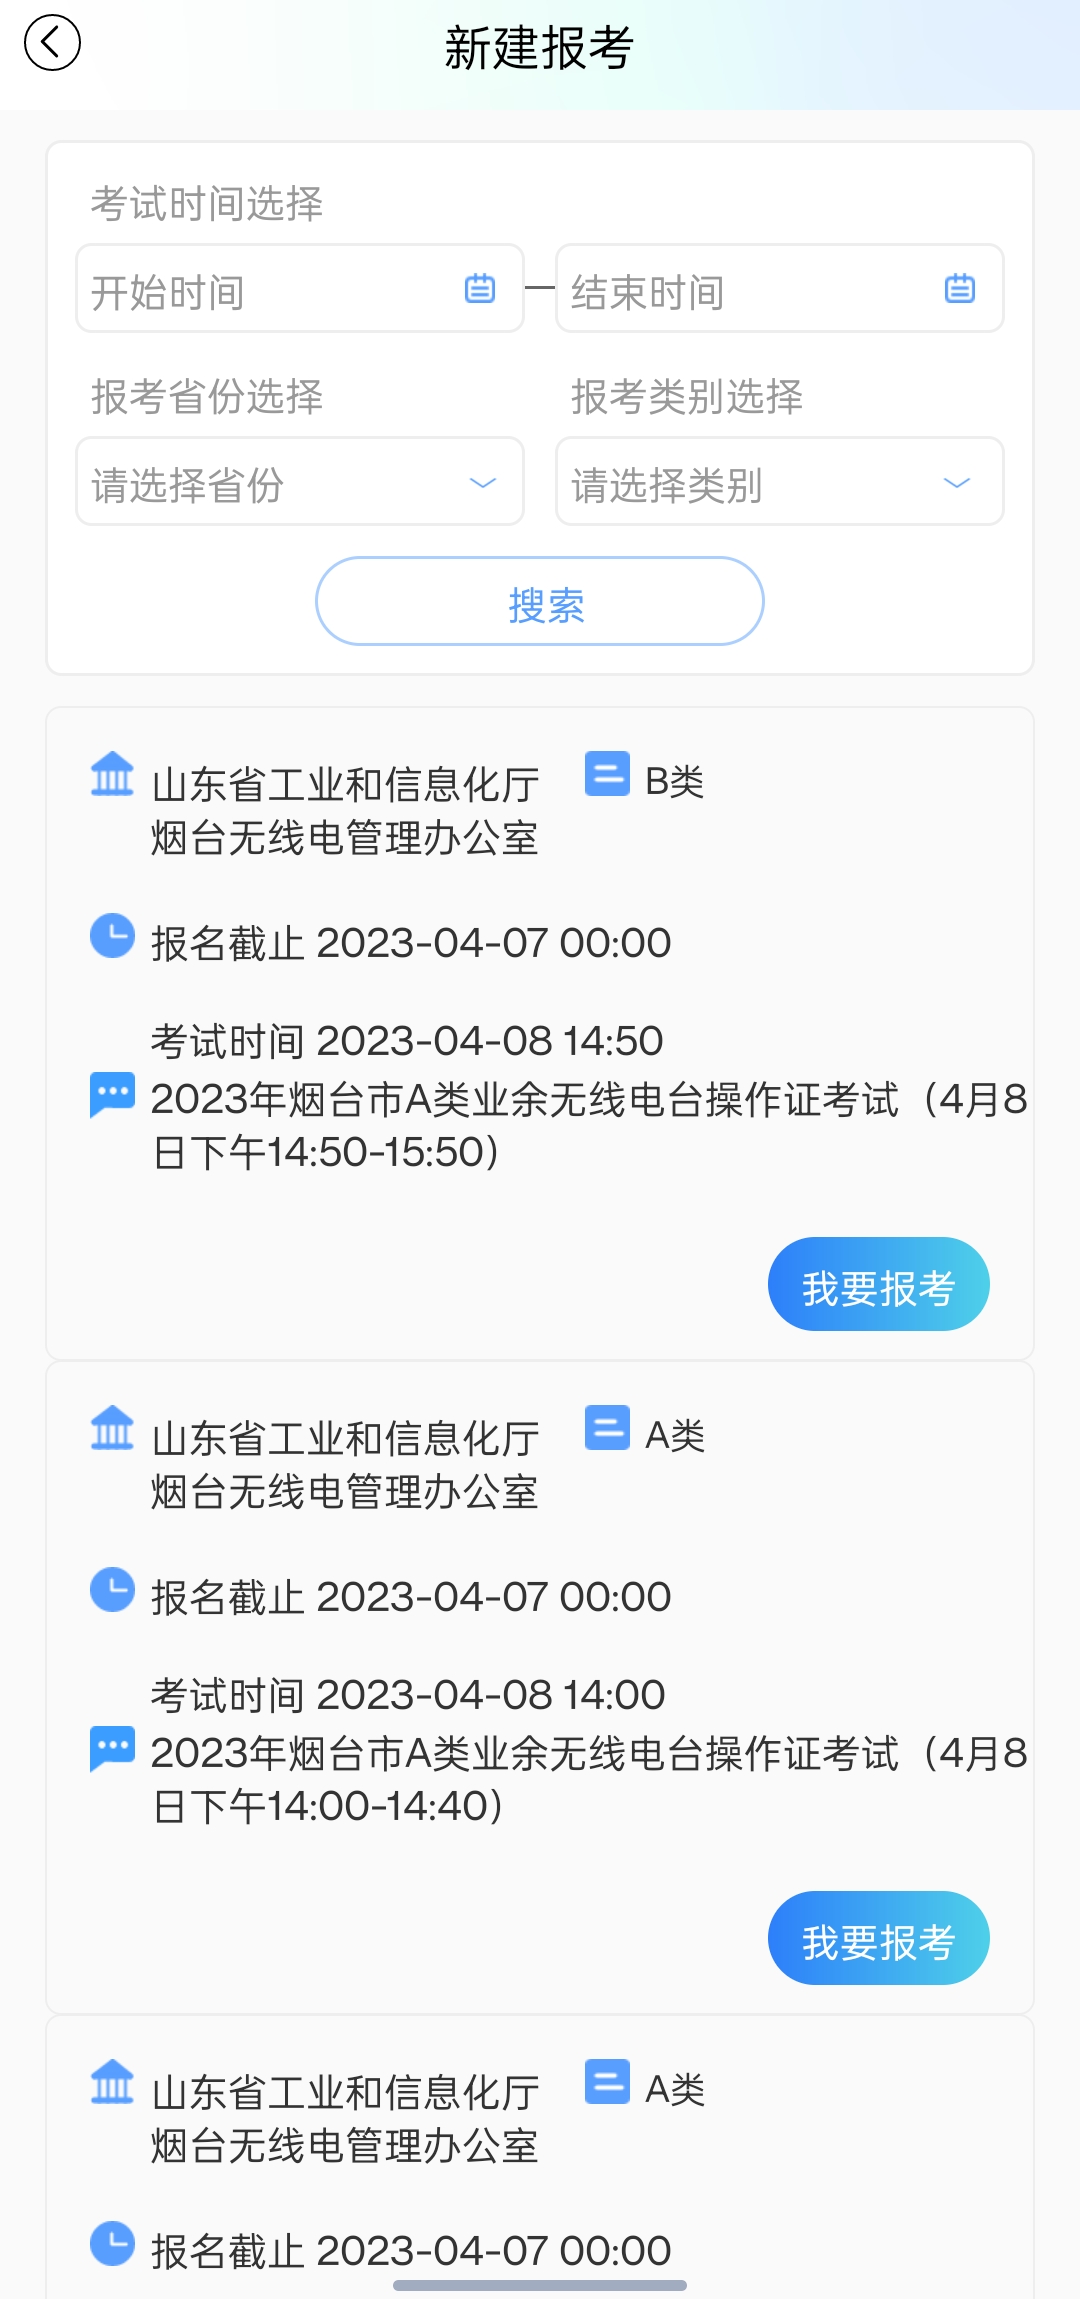 新建报考
考试时间选择
开始时间 — 结束时间
报考省份选择 报考类别选择
请选择省份 请选择类别
搜索
山东省工业和信息化厅 B类
烟台无线电管理办公室
报名截止 2023-04-07 00:00
考试时间 2023-04-08 14:50
2023年烟台市A类业余无线电台操作证考试（4月8
日下午14:50-15:50）
我要报考
山东省工业和信息化厅 A类
烟台无线电管理办公室
报名截止 2023-04-07 00:00
考试时间 2023-04-08 14:00
2023年烟台市A类业余无线电台操作证考试（4月8
日下午14:00-14:40）
我要报考
山东省工业和信息化厅 A类
烟台无线电管理办公室
报名截止 2023-04-07 00:00